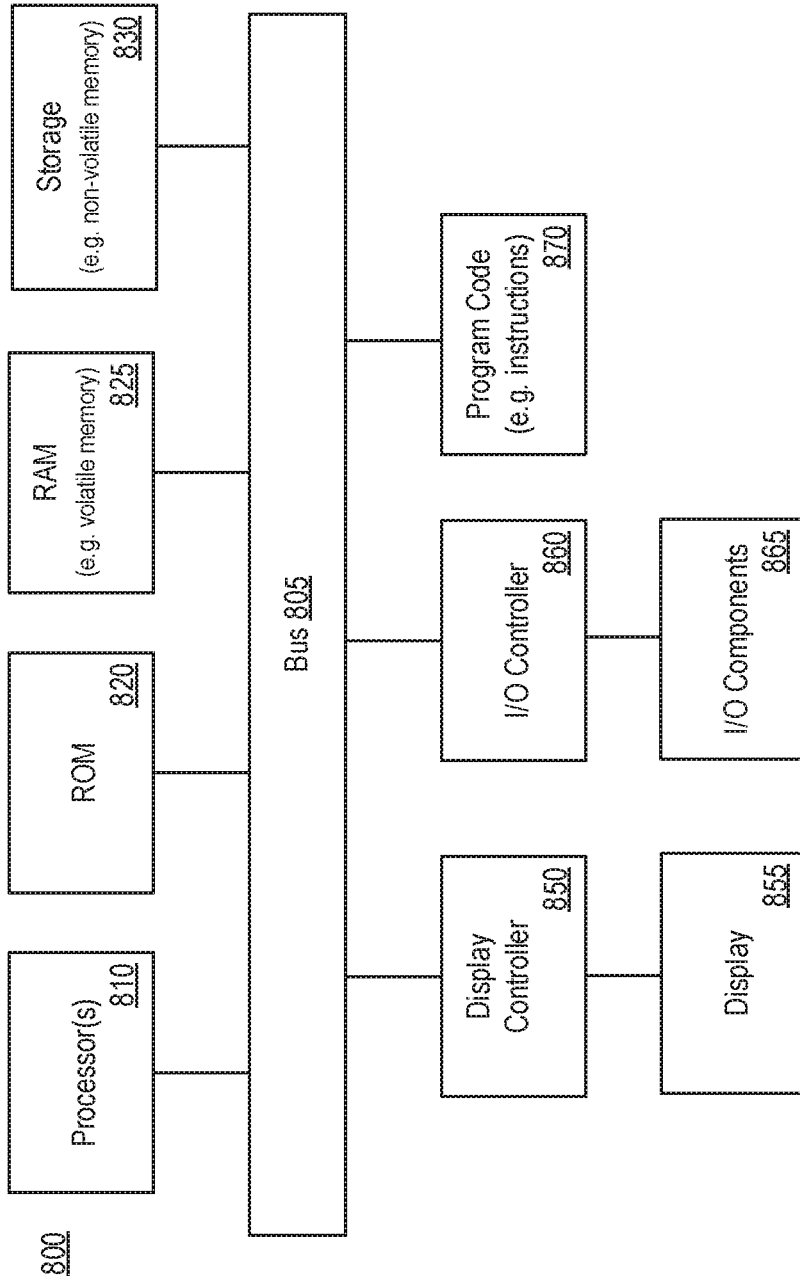 800
Processor(s)
810
ROM
820
RAM
(e.g. volatile memory)
825
Storage
(e.g. non-volatile memory)
830
Bus 805
Display
Controller
850
I/O Controller
860
Program Code
(e.g. instructions)
870
Display
855
I/O Components
865